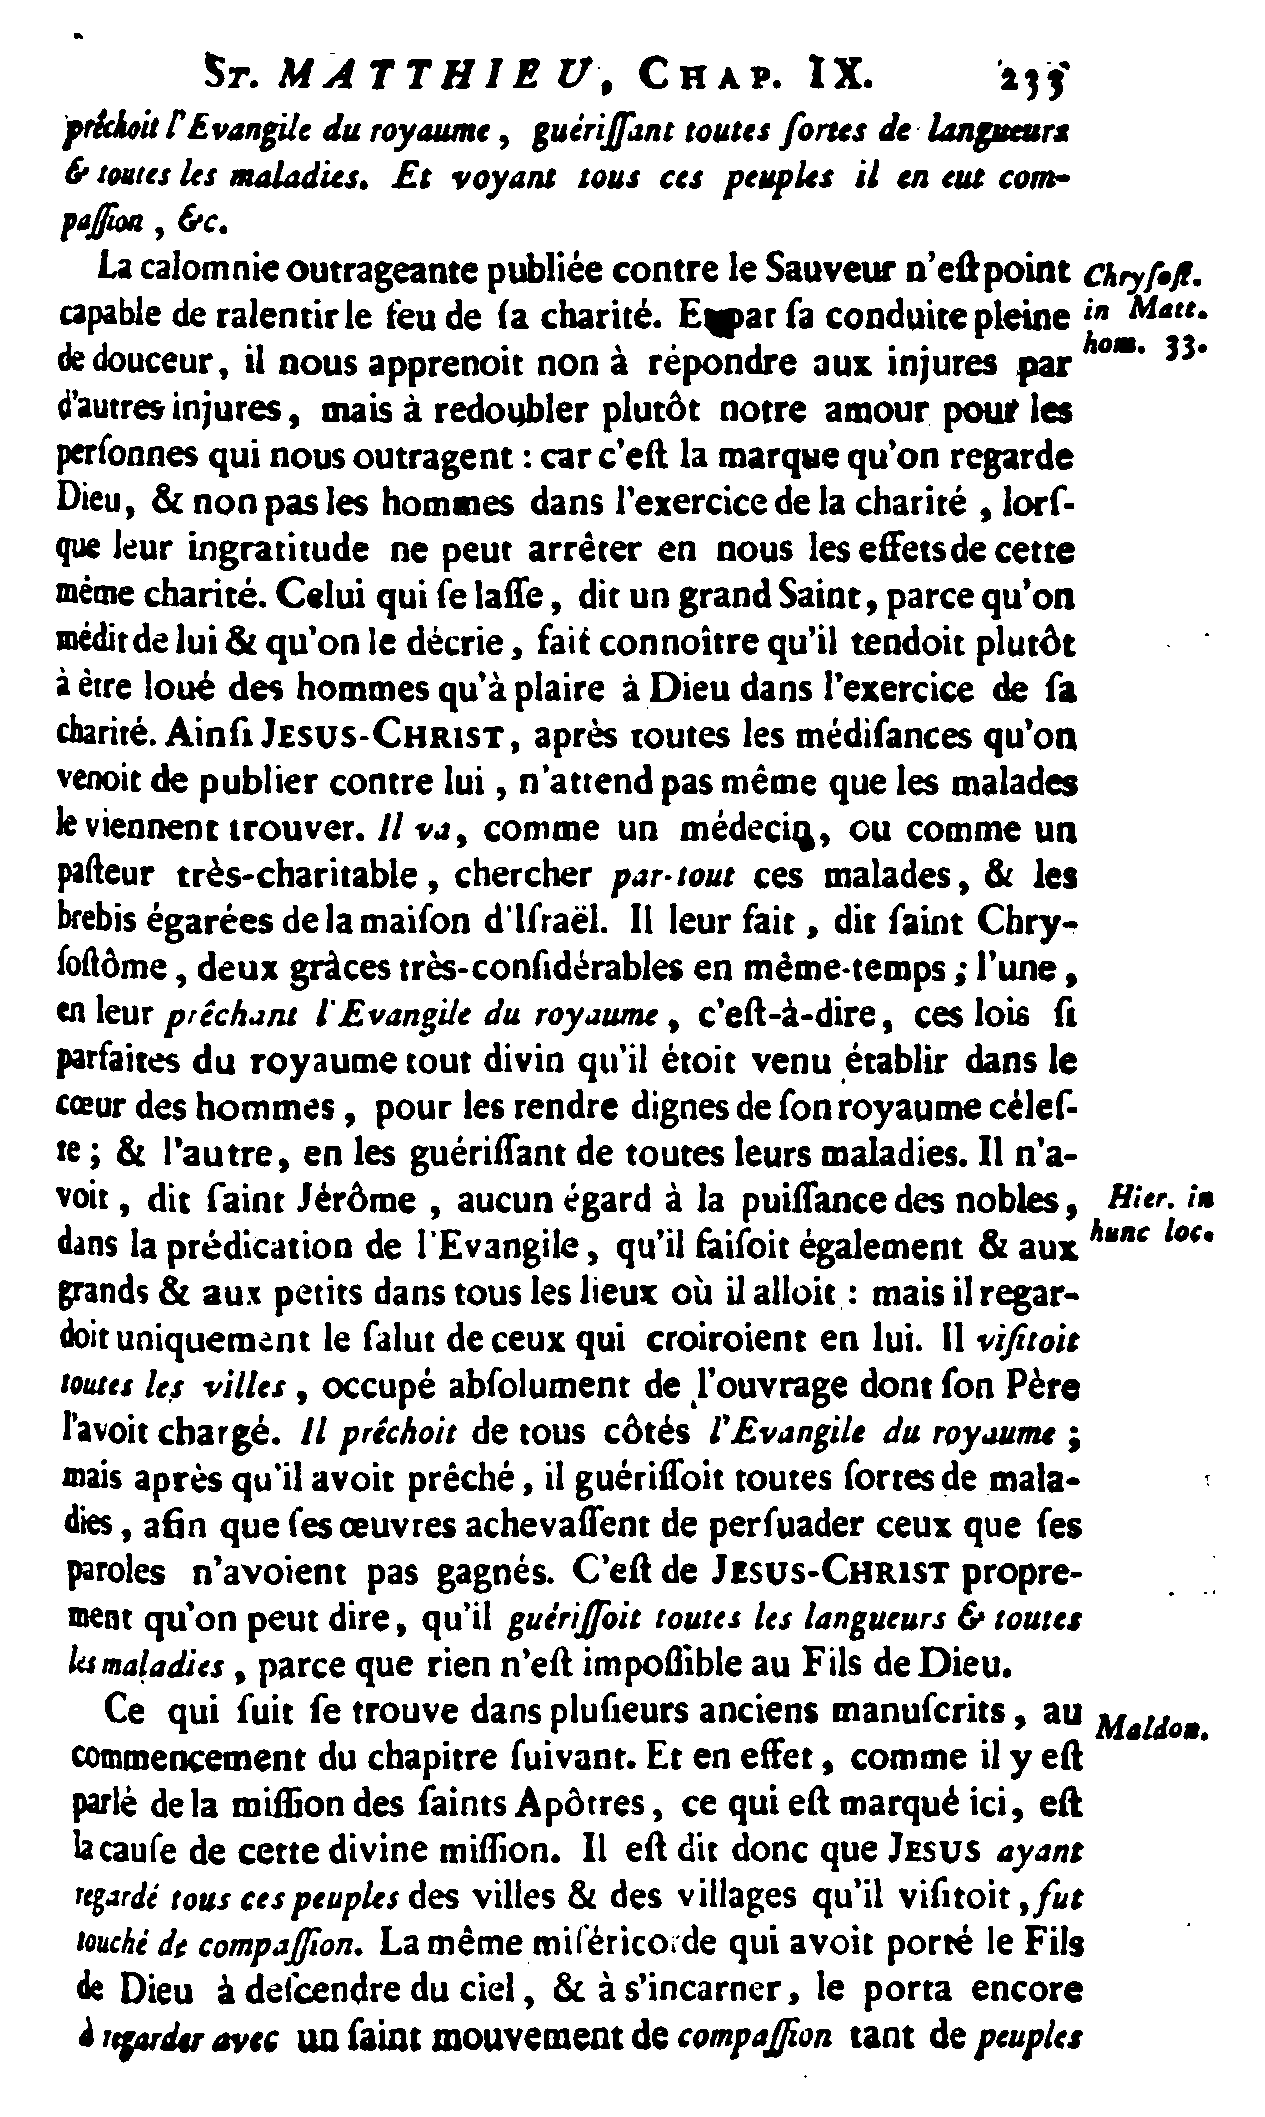 ST. MATTHIEU, CHAP. IX. 233
prêchoit l'Evangile du royaume, guériſſant toutes ſortes de langueurs
& toutes les maladies. Et voyant tous ces peuples il en eut com-
paſſion, &c.
La calomnie outrageante publiée contre le Sauveur n'eſt point
Chryſoſt.
capable de ralentir le feu de ſa charité. Et par ſa conduite pleine
in Matt.
de douceur, il nous apprenoit non à répondre aux injures par
hom. 33.
d'autres injures, mais à redoubler plutôt notre amour pour les
perſonnes qui nous outragent : car c'eſt la marque qu'on regarde
Dieu, & non pas les hommes dans l'exercice de la charité, lorſ-
que leur ingratitude ne peut arrêter en nous les effets de cette
même charité. Celui qui ſe laſſe, dit un grand Saint, parce qu'on
médit de lui & qu'on le décrie, fait connoître qu'il tendoit plutôt
à être loué des hommes qu'à plaire à Dieu dans l'exercice de ſa
charité. Ainſi JESUS-CHRIST, après toutes les médiſances qu'on
venoit de publier contre lui, n'attend pas même que les malades
le viennent trouver. Il va, comme un médecin, ou comme un
paſteur très-charitable, chercher par-tout ces malades, & les
brebis égarées de la maiſon d'Iſraël. Il leur fait, dit ſaint Chry-
ſoſtôme, deux grâces très-conſidérables en même-temps ; l'une,
en leur prêchant l'Evangile du royaume, c'eſt-à-dire, ces lois ſi
parfaites du royaume tout divin qu'il étoit venu établir dans le
cœur des hommes, pour les rendre dignes de ſon royaume céleſ-
te ; & l'autre, en les guériſſant de toutes leurs maladies. Il n'a-
voit, dit ſaint Jérôme, aucun égard à la puiſſance des nobles,
Hier. in
dans la prédication de l'Evangile, qu'il faiſoit également & aux
hunc loc.
grands & aux petits dans tous les lieux où il alloit : mais il regar-
doit uniquement le ſalut de ceux qui croiroient en lui. Il viſitoit
toutes les villes, occupé abſolument de l'ouvrage dont ſon Père
l'avoit chargé. Il prêchoit de tous côtés l'Evangile du royaume ;
mais après qu'il avoit prêché, il guériſſoit toutes ſortes de mala-
dies, afin que ſes œuvres achevaſſent de perſuader ceux que ſes
paroles n'avoient pas gagnés. C'eſt de JESUS-CHRIST propre-
ment qu'on peut dire, qu'il guériſſoit toutes les langueurs & toutes
les maladies, parce que rien n'eſt impoſſible au Fils de Dieu.
Ce qui ſuit ſe trouve dans pluſieurs anciens manuſcrits, au
Maldon.
commencement du chapitre ſuivant. Et en effet, comme il y eſt
parlé de la miſſion des ſaints Apôtres, ce qui eſt marqué ici, eſt
la cauſe de cette divine miſſion. Il eſt dit donc que JESUS ayant
regardé tous ces peuples des villes & des villages qu'il viſitoit, fut
touché de compaſſion. La même miſéricorde qui avoit porté le Fils
de Dieu à deſcendre du ciel, & à s'incarner, le porta encore
à regarder avec un ſaint mouvement de compaſſion tant de peuples